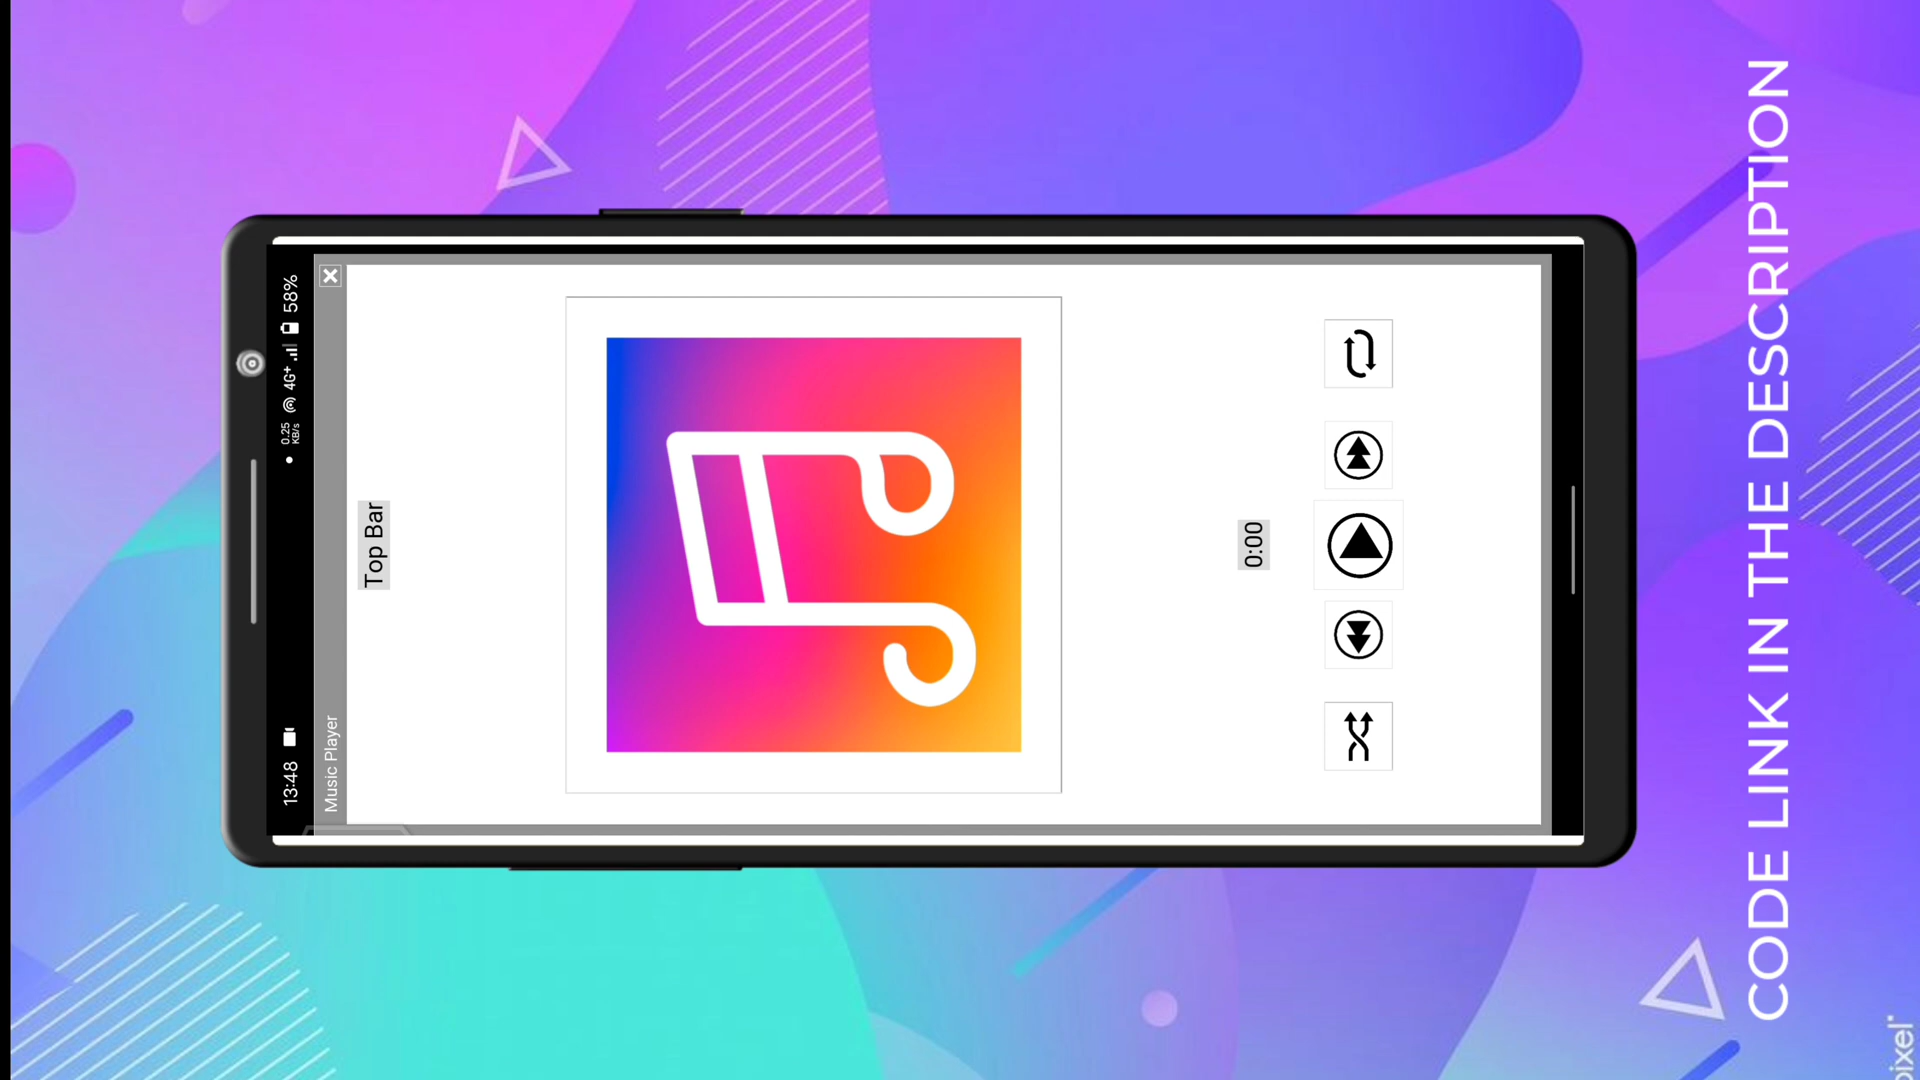 13:48
0.25
KB/s
4G+
58%
Music Player
Top Bar
0:00
CODE LINK IN THE DESCRIPTION